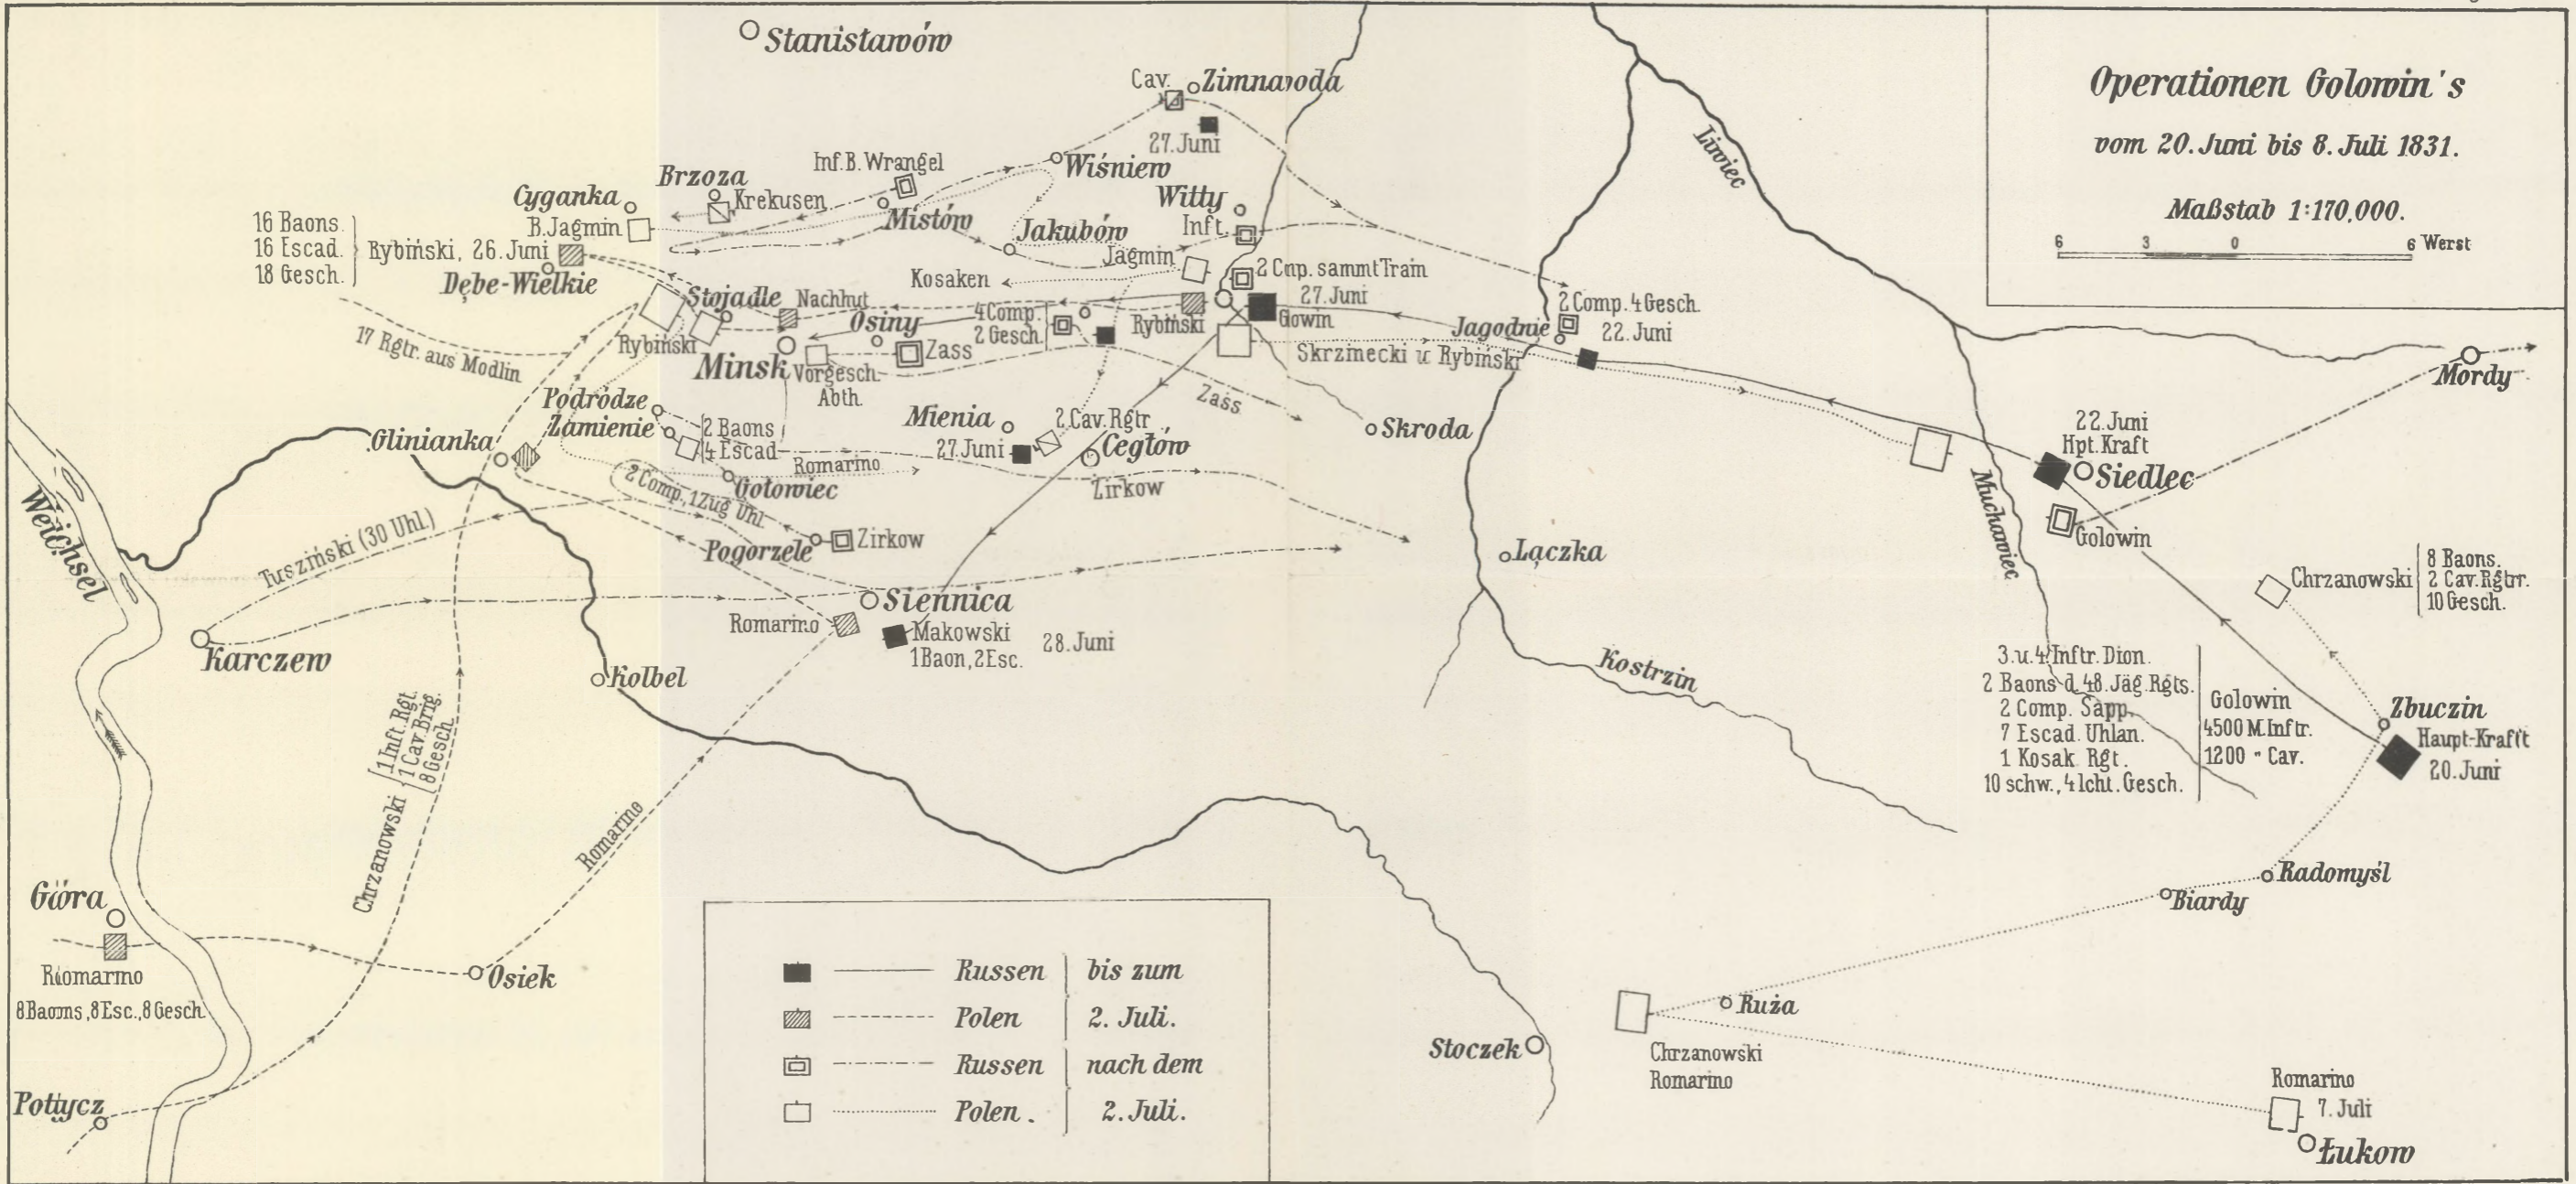 Operationen Golowin's
vom 20. Juni bis 8. Juli 1831.
Maßstab 1:170,000.
6 3 0 6 Werst
Stanisławów
Cav. Zimnawoda
27. Juni
Liwiec
Inf. B. Wrangel
Wiśniew
Brzoza
Krekusen
Cyganka
B. Jagmin
Mistów
Witty
Inft.
16 Baons.
16 Escad.
18 Gesch.
Rybiński, 26. Juni
Dębe-Wielkie
Jakubów
Jagmin
Kosaken
2 Cnp. sammt Train
27. Juni
Gowin
Stojadle
Nachhut
Osiny
4 Comp.
2 Gesch.
Rybiński
2 Comp. 4 Gesch.
Jagodnie
22. Juni
17 Rgtr. aus Modlin
Rybiński
Minsk
Vorgesch.
Abth.
Zass
Skrzinecki u. Rybiński
Mordy
Zass
Podródze
Zamienie
2 Baons
4 Escad
Mienia
2 Cav. Rgtr
27. Juni
Cegłów
Skroda
22. Juni
Hpt. Kraft
Siedlec
Glinianka
Romarino
Gotowiec
Zirkow
2 Comp., 1 Zug Uhl.
Weichsel
Tusziński (30 Uhl.)
Pogorzele
Zirkow
Lączka
Muchawiec
Golowin
Chrzanowski
8 Baons.
2 Cav. Rgtrr.
10 Gesch.
Karczew
Siennica
Romarino
Makowski
1 Baon, 2 Esc.
28. Juni
Kolbel
Kostrzin
3. u. 4. Inftr. Dion.
2 Baons d. 48. Jäg. Rgts.
2 Comp. Sapp.
7 Escad. Uhlan.
1 Kosak Rgt.
10 schw., 4 lcht. Gesch.
Golowin
4500 M. Inftr.
1200 " Cav.
Zbuczin
Haupt-Krafft
20. Juni
Chrzanowski
1 Inft. Rgt.
1 Cav. Brig.
8 Gesch.
Romarino
Góra
Romarino
8 Baons, 8 Esc., 8 Gesch.
Osiek
Potycz
Radomyśl
Biardy
Ruża
Stoczek
Chrzanowski
Romarino
Romarino
7. Juli
Łukow
Russen bis zum
Polen 2. Juli.
Russen nach dem
Polen. 2. Juli.